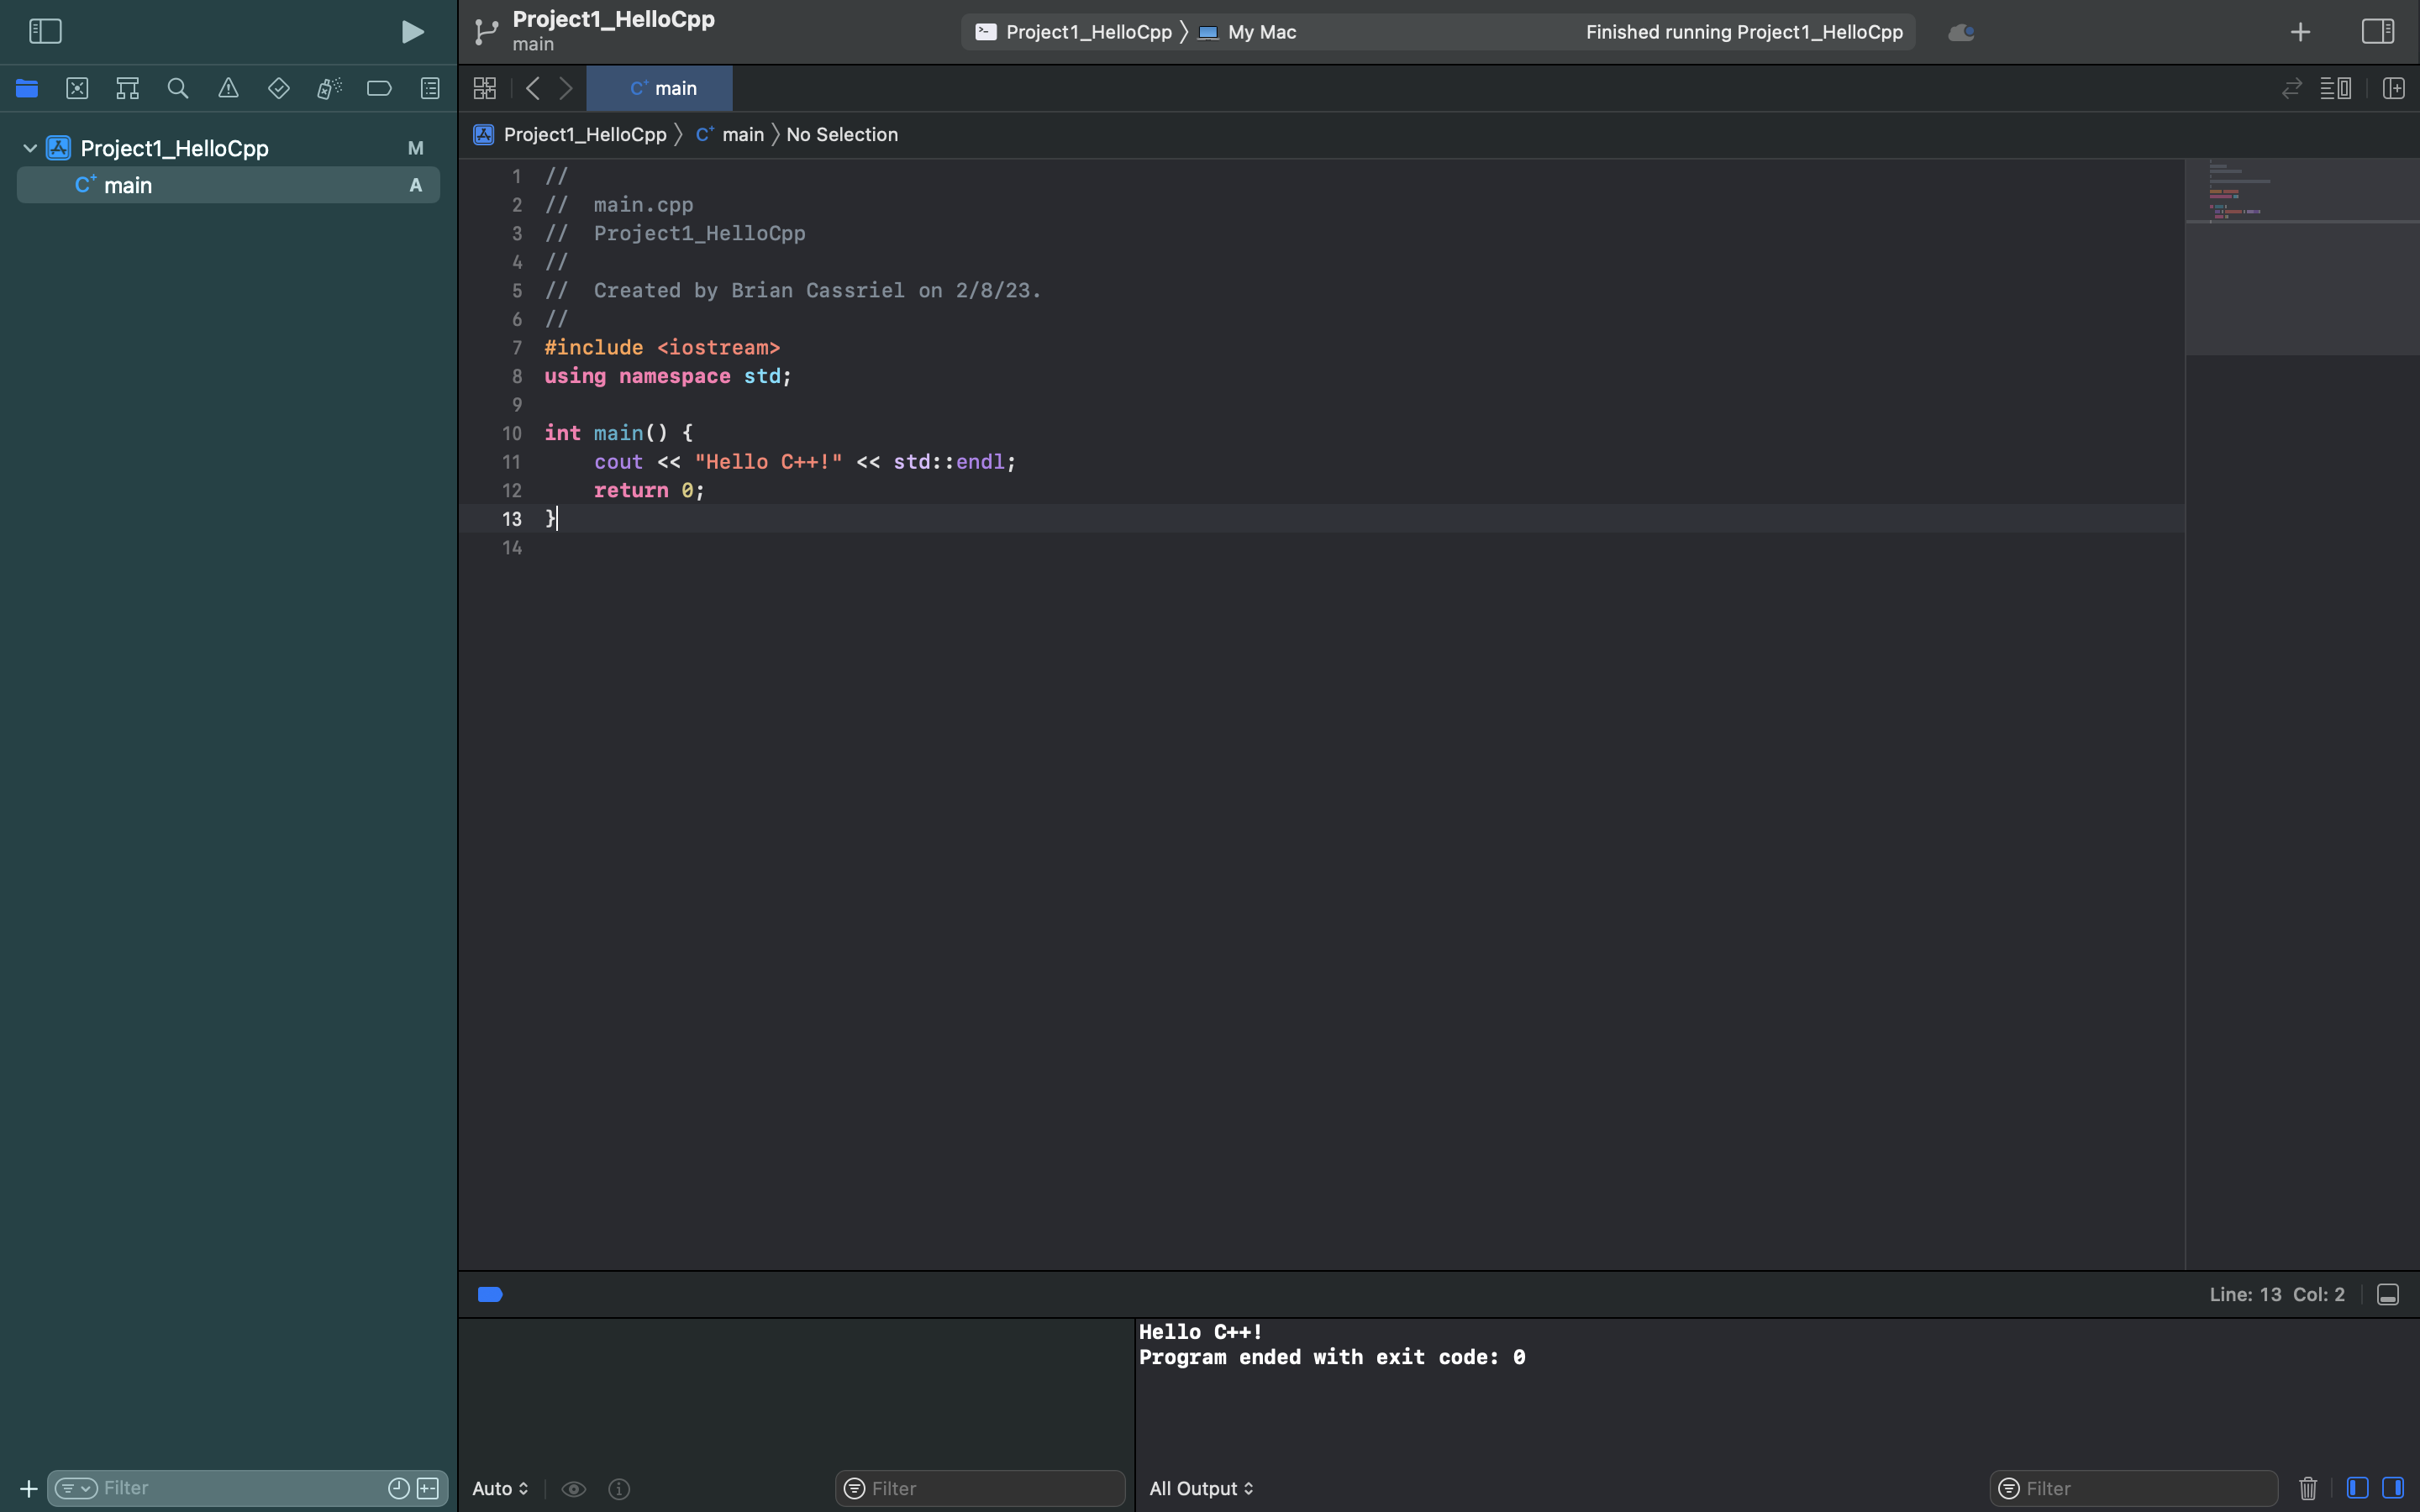 Project1_HelloCpp
main
Project1_HelloCpp 〉 My Mac
Finished running Project1_HelloCpp
C+ main
Project1_HelloCpp 〉 C+ main 〉 No Selection
Project1_HelloCpp M
C+ main A
1 //
2 //  main.cpp
3 //  Project1_HelloCpp
4 //
5 //  Created by Brian Cassriel on 2/8/23.
6 //
7 #include <iostream>
8 using namespace std;
9
10 int main() {
11     cout << "Hello C++!" << std::endl;
12     return 0;
13 }
14
Line: 13 Col: 2
Hello C++!
Program ended with exit code: 0
Filter
Auto
Filter
All Output
Filter